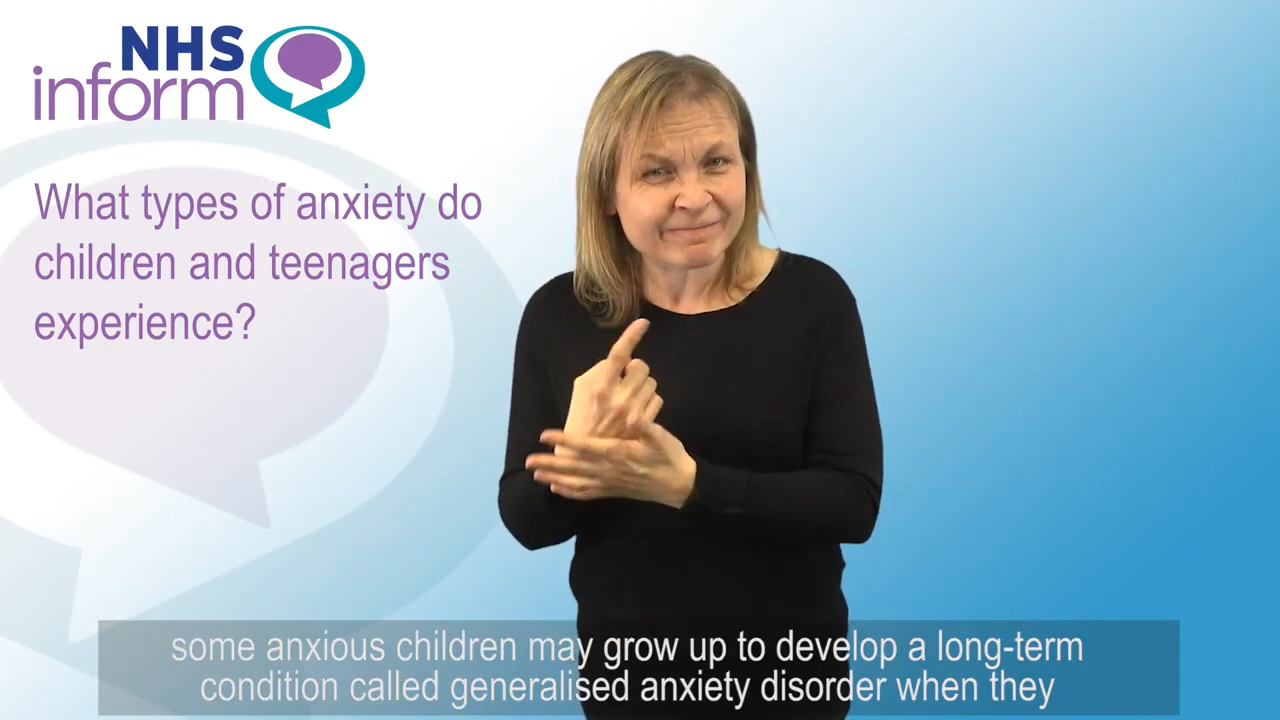 NHS
inform
What types of anxiety do
children and teenagers
experience?
some anxious children may grow up to develop a long-term
condition called generalised anxiety disorder when they